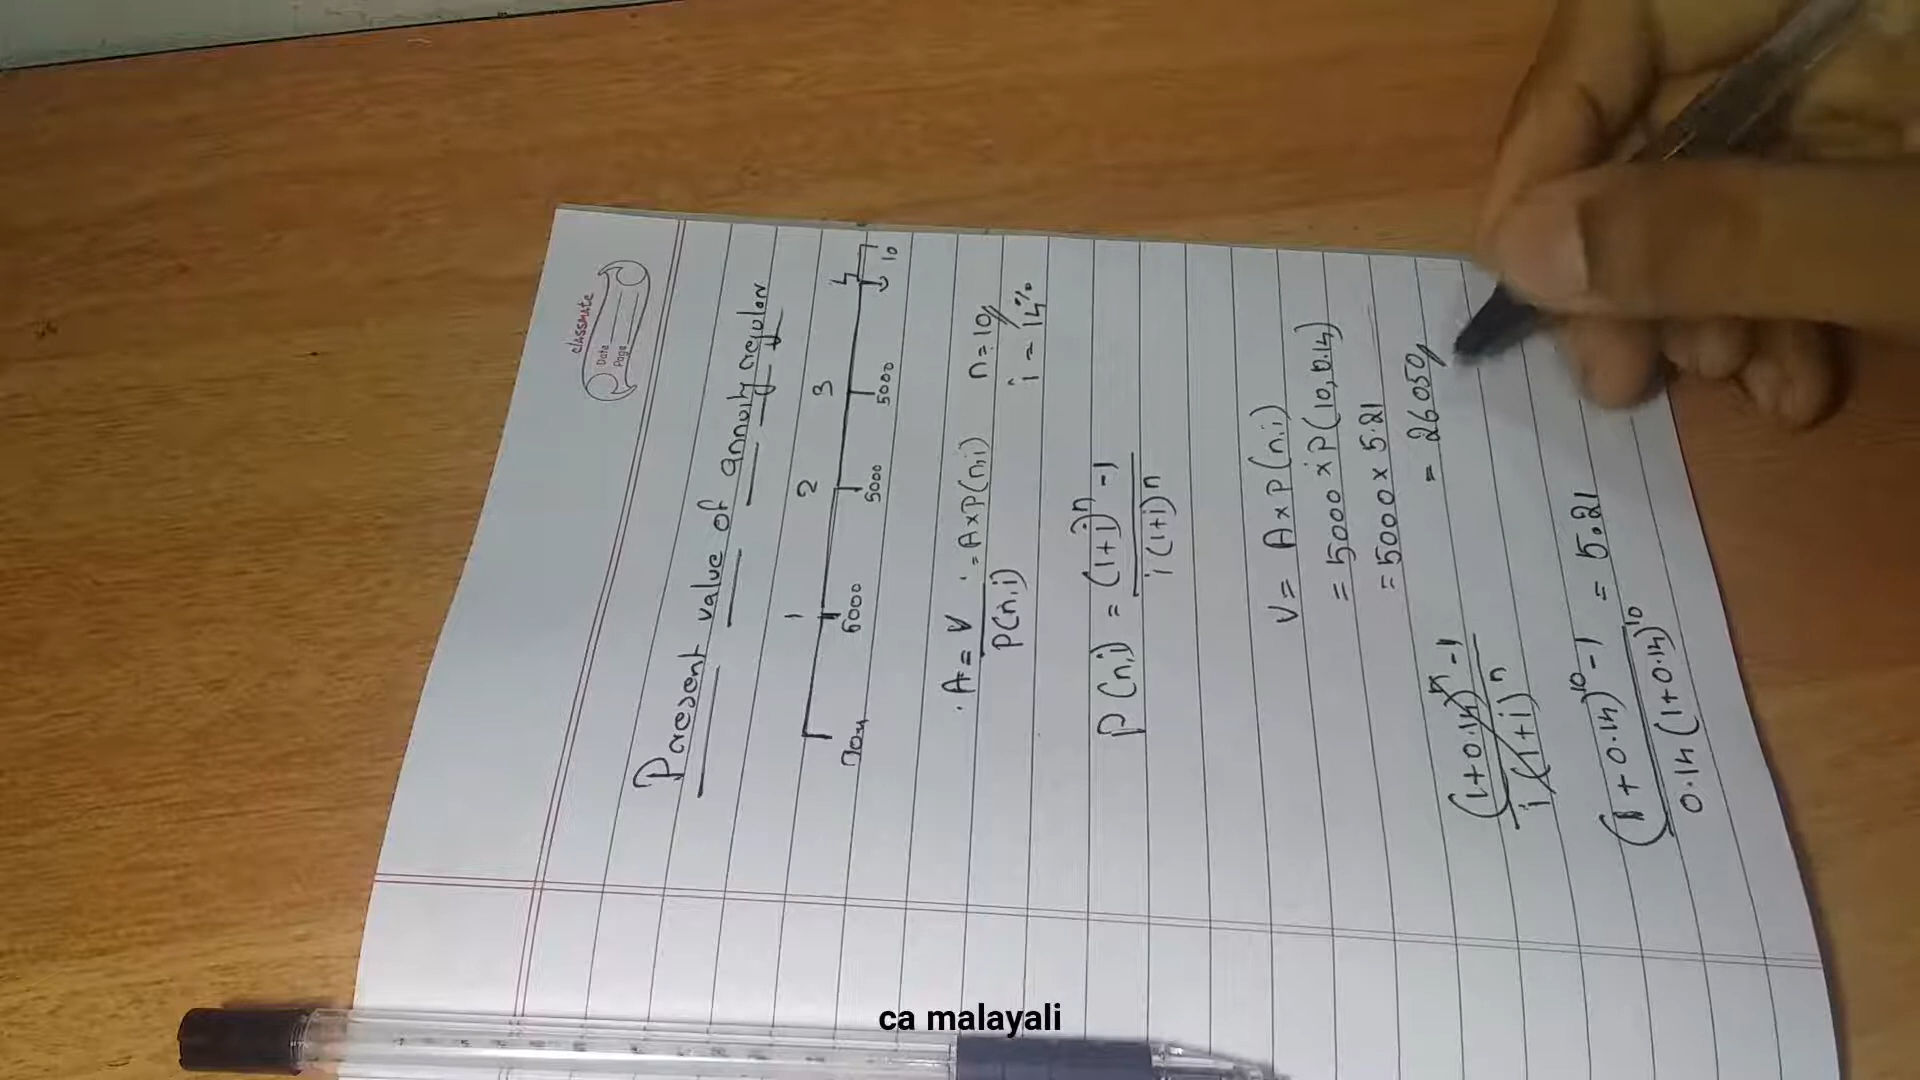 classmate
Date
Page
Present value of annuity regular
1 2 3
5000 5000 5000 10
A = V/P(n,i) = A×P(n,i) n = 10
i = 14%
P(n,i) = (1+i)^n - 1
i(1+i)^n
V = A × P(n,i)
= 5000 × P(10, 0.14)
= 5000 × 5.21
= 26050
(1+0.14)^n - 1
i(1+i)^n
(1+0.14)^10 - 1 = 5.21
0.14(1+0.14)^10
ca malayali